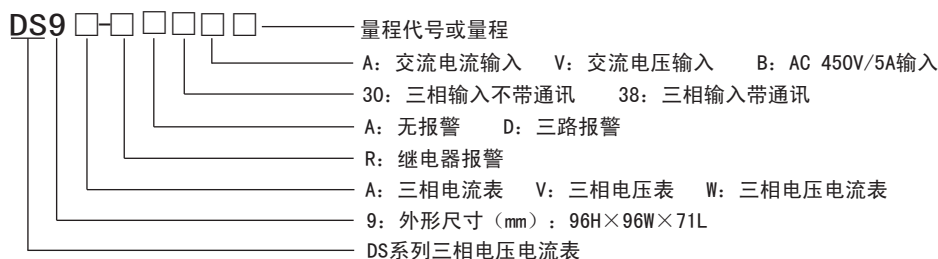 DS9 □-□ □ □ □ □ 量程代号或量程
A：交流电流输入 V：交流电压输入 B：AC 450V/5A输入
30：三相输入不带通讯 38：三相输入带通讯
A：无报警 D：三路报警
R：继电器报警
A：三相电流表 V：三相电压表 W：三相电压电流表
9：外形尺寸（mm）：96H×96W×71L
DS系列三相电压电流表